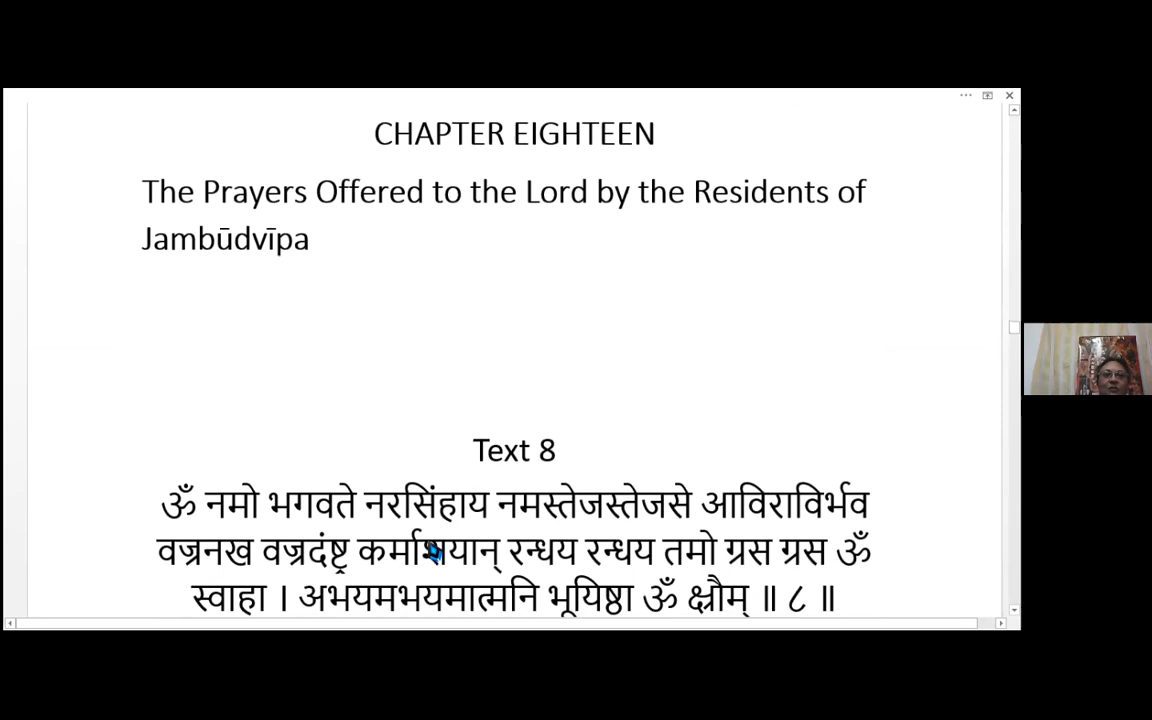 CHAPTER EIGHTEEN
The Prayers Offered to the Lord by the Residents of
Jambūdvīpa
Text 8
ॐ नमो भगवते नरसिंहाय नमस्तेजस्तेजसे आविराविर्भव
वज्रनख वज्रदंष्ट्र कर्माशयान् रन्धय रन्धय तमो ग्रस ग्रस ॐ
स्वाहा । अभयमभयमात्मनि भूयिष्ठा ॐ क्ष्रौम् ॥ ८ ॥